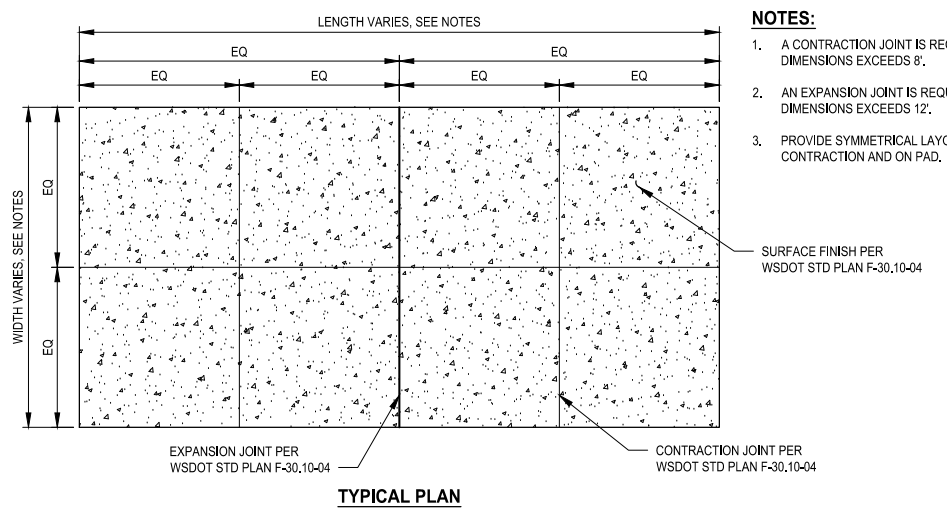 LENGTH VARIES, SEE NOTES
EQ
EQ
EQ
EQ
EQ
EQ
WIDTH VARIES, SEE NOTES
EQ
EQ
NOTES:
1. A CONTRACTION JOINT IS
DIMENSIONS EXCEEDS 8'.
2. AN EXPANSION JOINT IS
DIMENSIONS EXCEEDS 12'.
3. PROVIDE SYMMETRICAL
CONTRACTION AND ON PAD.
SURFACE FINISH PER
WSDOT STD PLAN F-30.10-04
EXPANSION JOINT PER
WSDOT STD PLAN F-30.10-04
CONTRACTION JOINT PER
WSDOT STD PLAN F-30.10-04
TYPICAL PLAN